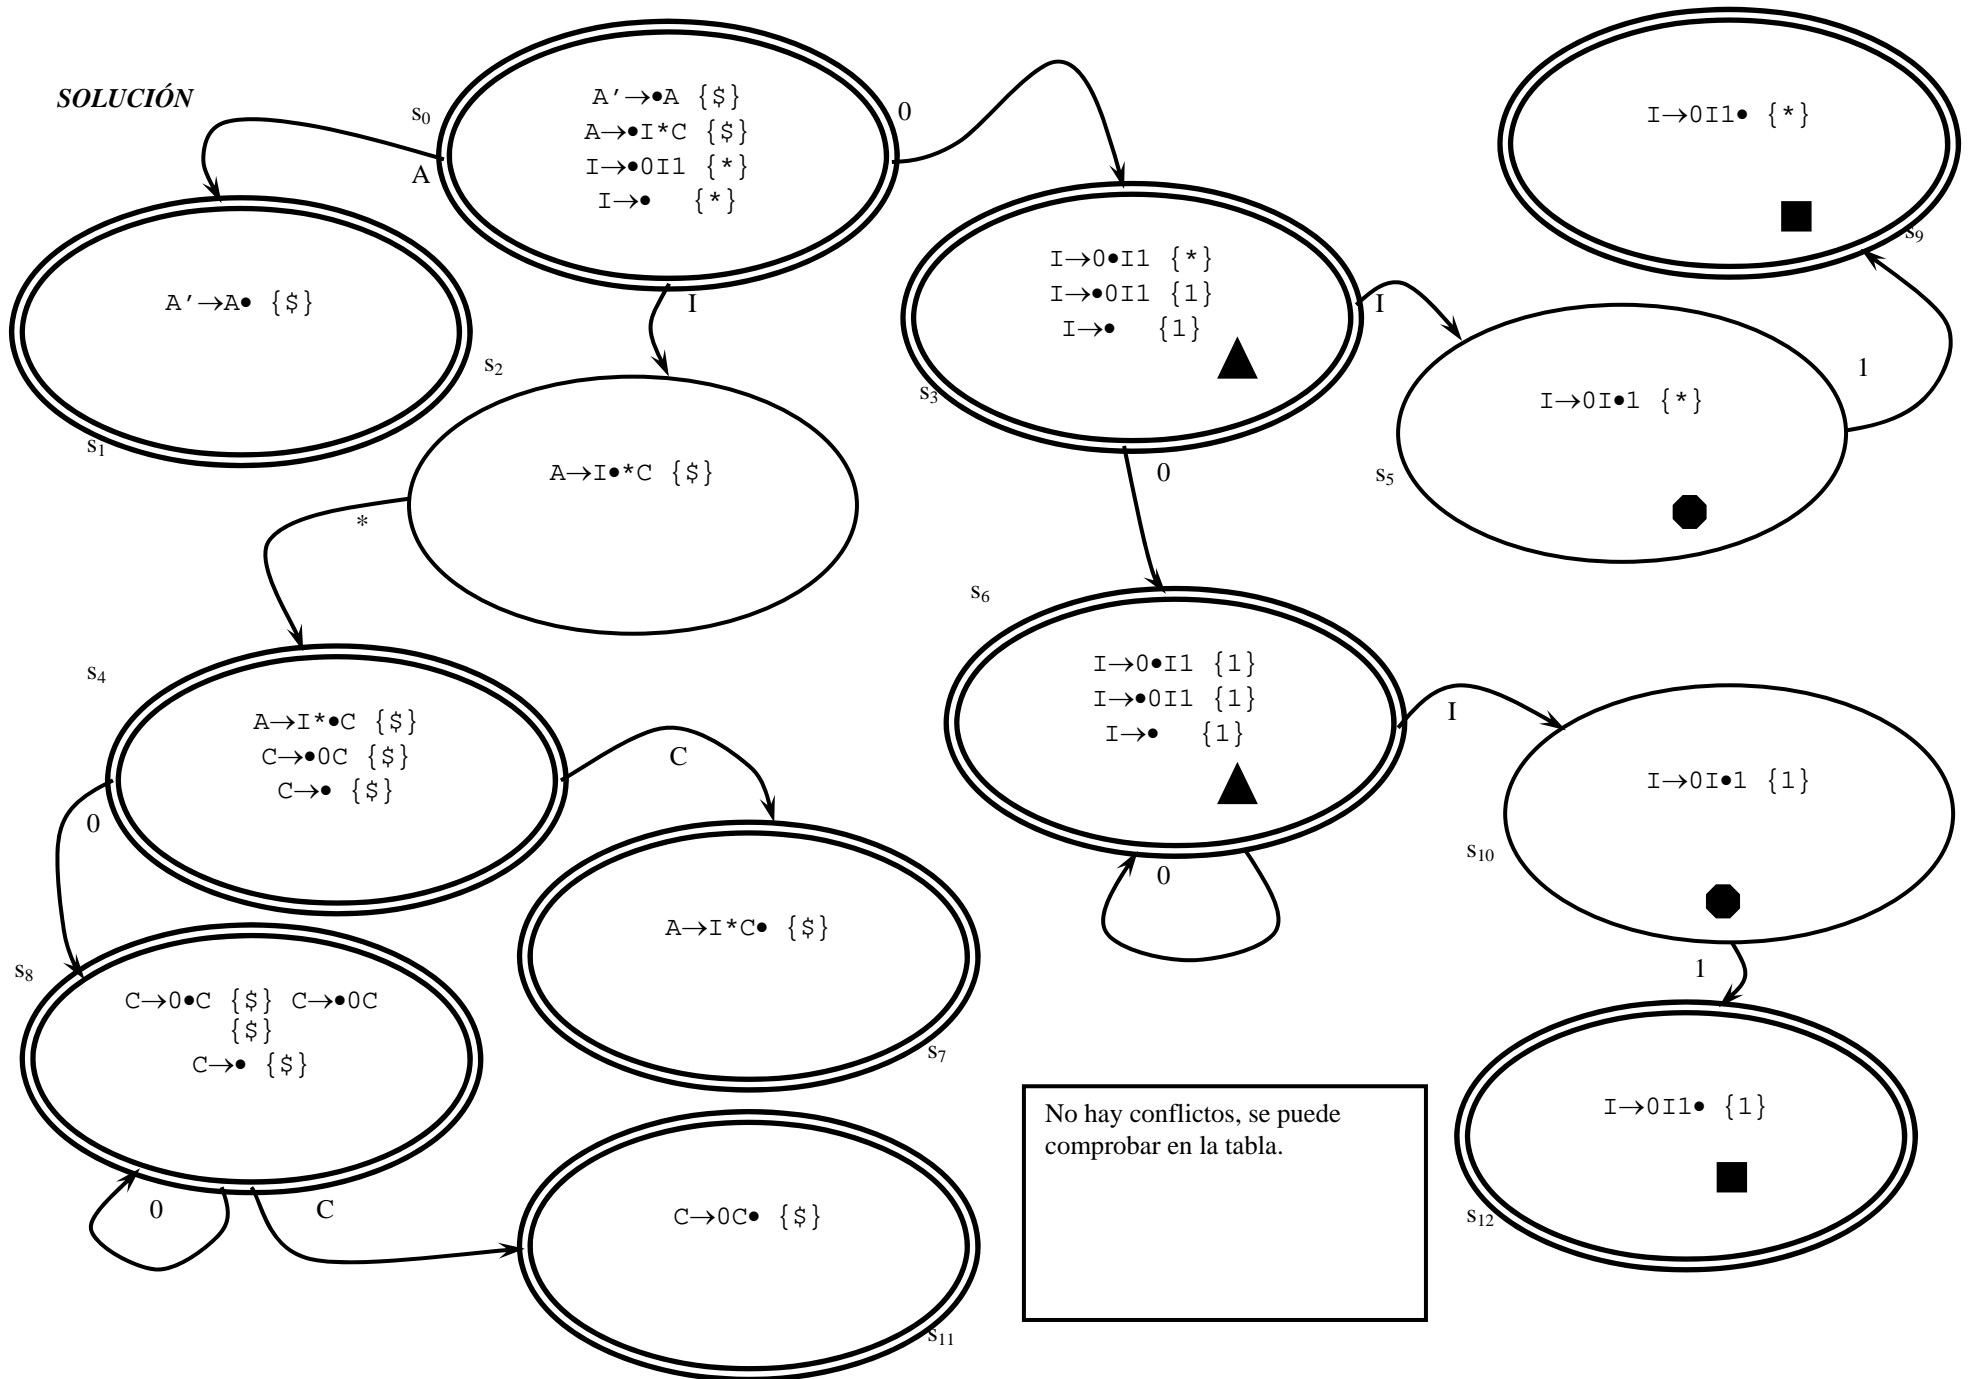 SOLUCIÓN
s0
A'→●A {$}
A→●I*C {$}
I→●0I1 {*}
I→● {*}
A
0
I
I→0I1● {*}
s9
A'→A● {$}
s1
I→0●I1 {*}
I→●0I1 {1}
I→● {1}
s3
I
0
s2
A→I●*C {$}
*
I→0I●1 {*}
s5
1
s4
A→I*●C {$}
C→●0C {$}
C→● {$}
0
C
s6
I→0●I1 {1}
I→●0I1 {1}
I→● {1}
I
0
I→0I●1 {1}
s10
1
A→I*C● {$}
s7
s8
C→0●C {$} C→●0C
{$}
C→● {$}
0
C
No hay conflictos, se puede
comprobar en la tabla.
I→0I1● {1}
s12
C→0C● {$}
s11